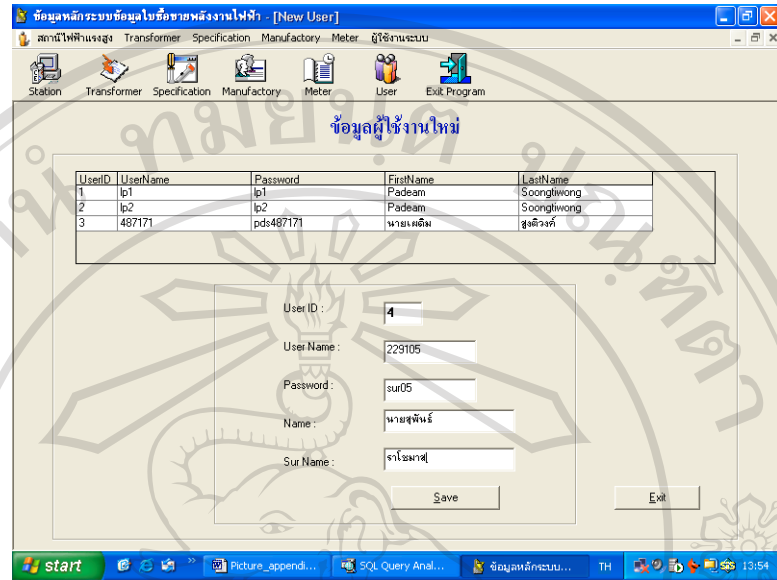 ข้อมูลหลักระบบข้อมูลใบซื้อขายพลังงานไฟฟ้า - [New User]
สถานีไฟฟ้าแรงสูง Transformer Specification Manufactory Meter ผู้ใช้งานระบบ
Station Transformer Specification Manufactory Meter User Exit Program
ข้อมูลผู้ใช้งานใหม่
UserID UserName Password FirstName LastName
1 lp1 lp1 Padeam Soongtiwong
2 lp2 lp2 Padeam Soongtiwong
3 487171 pds487171 นายเผดิม สูงติวงค์
User ID : 4
User Name : 229105
Password : sur05
Name : นายสุพันธ์
Sur Name : ราโชมาส
Save Exit
start Picture_appendi... SQL Query Anal... ข้อมูลหลักระบบ... TH 13:54